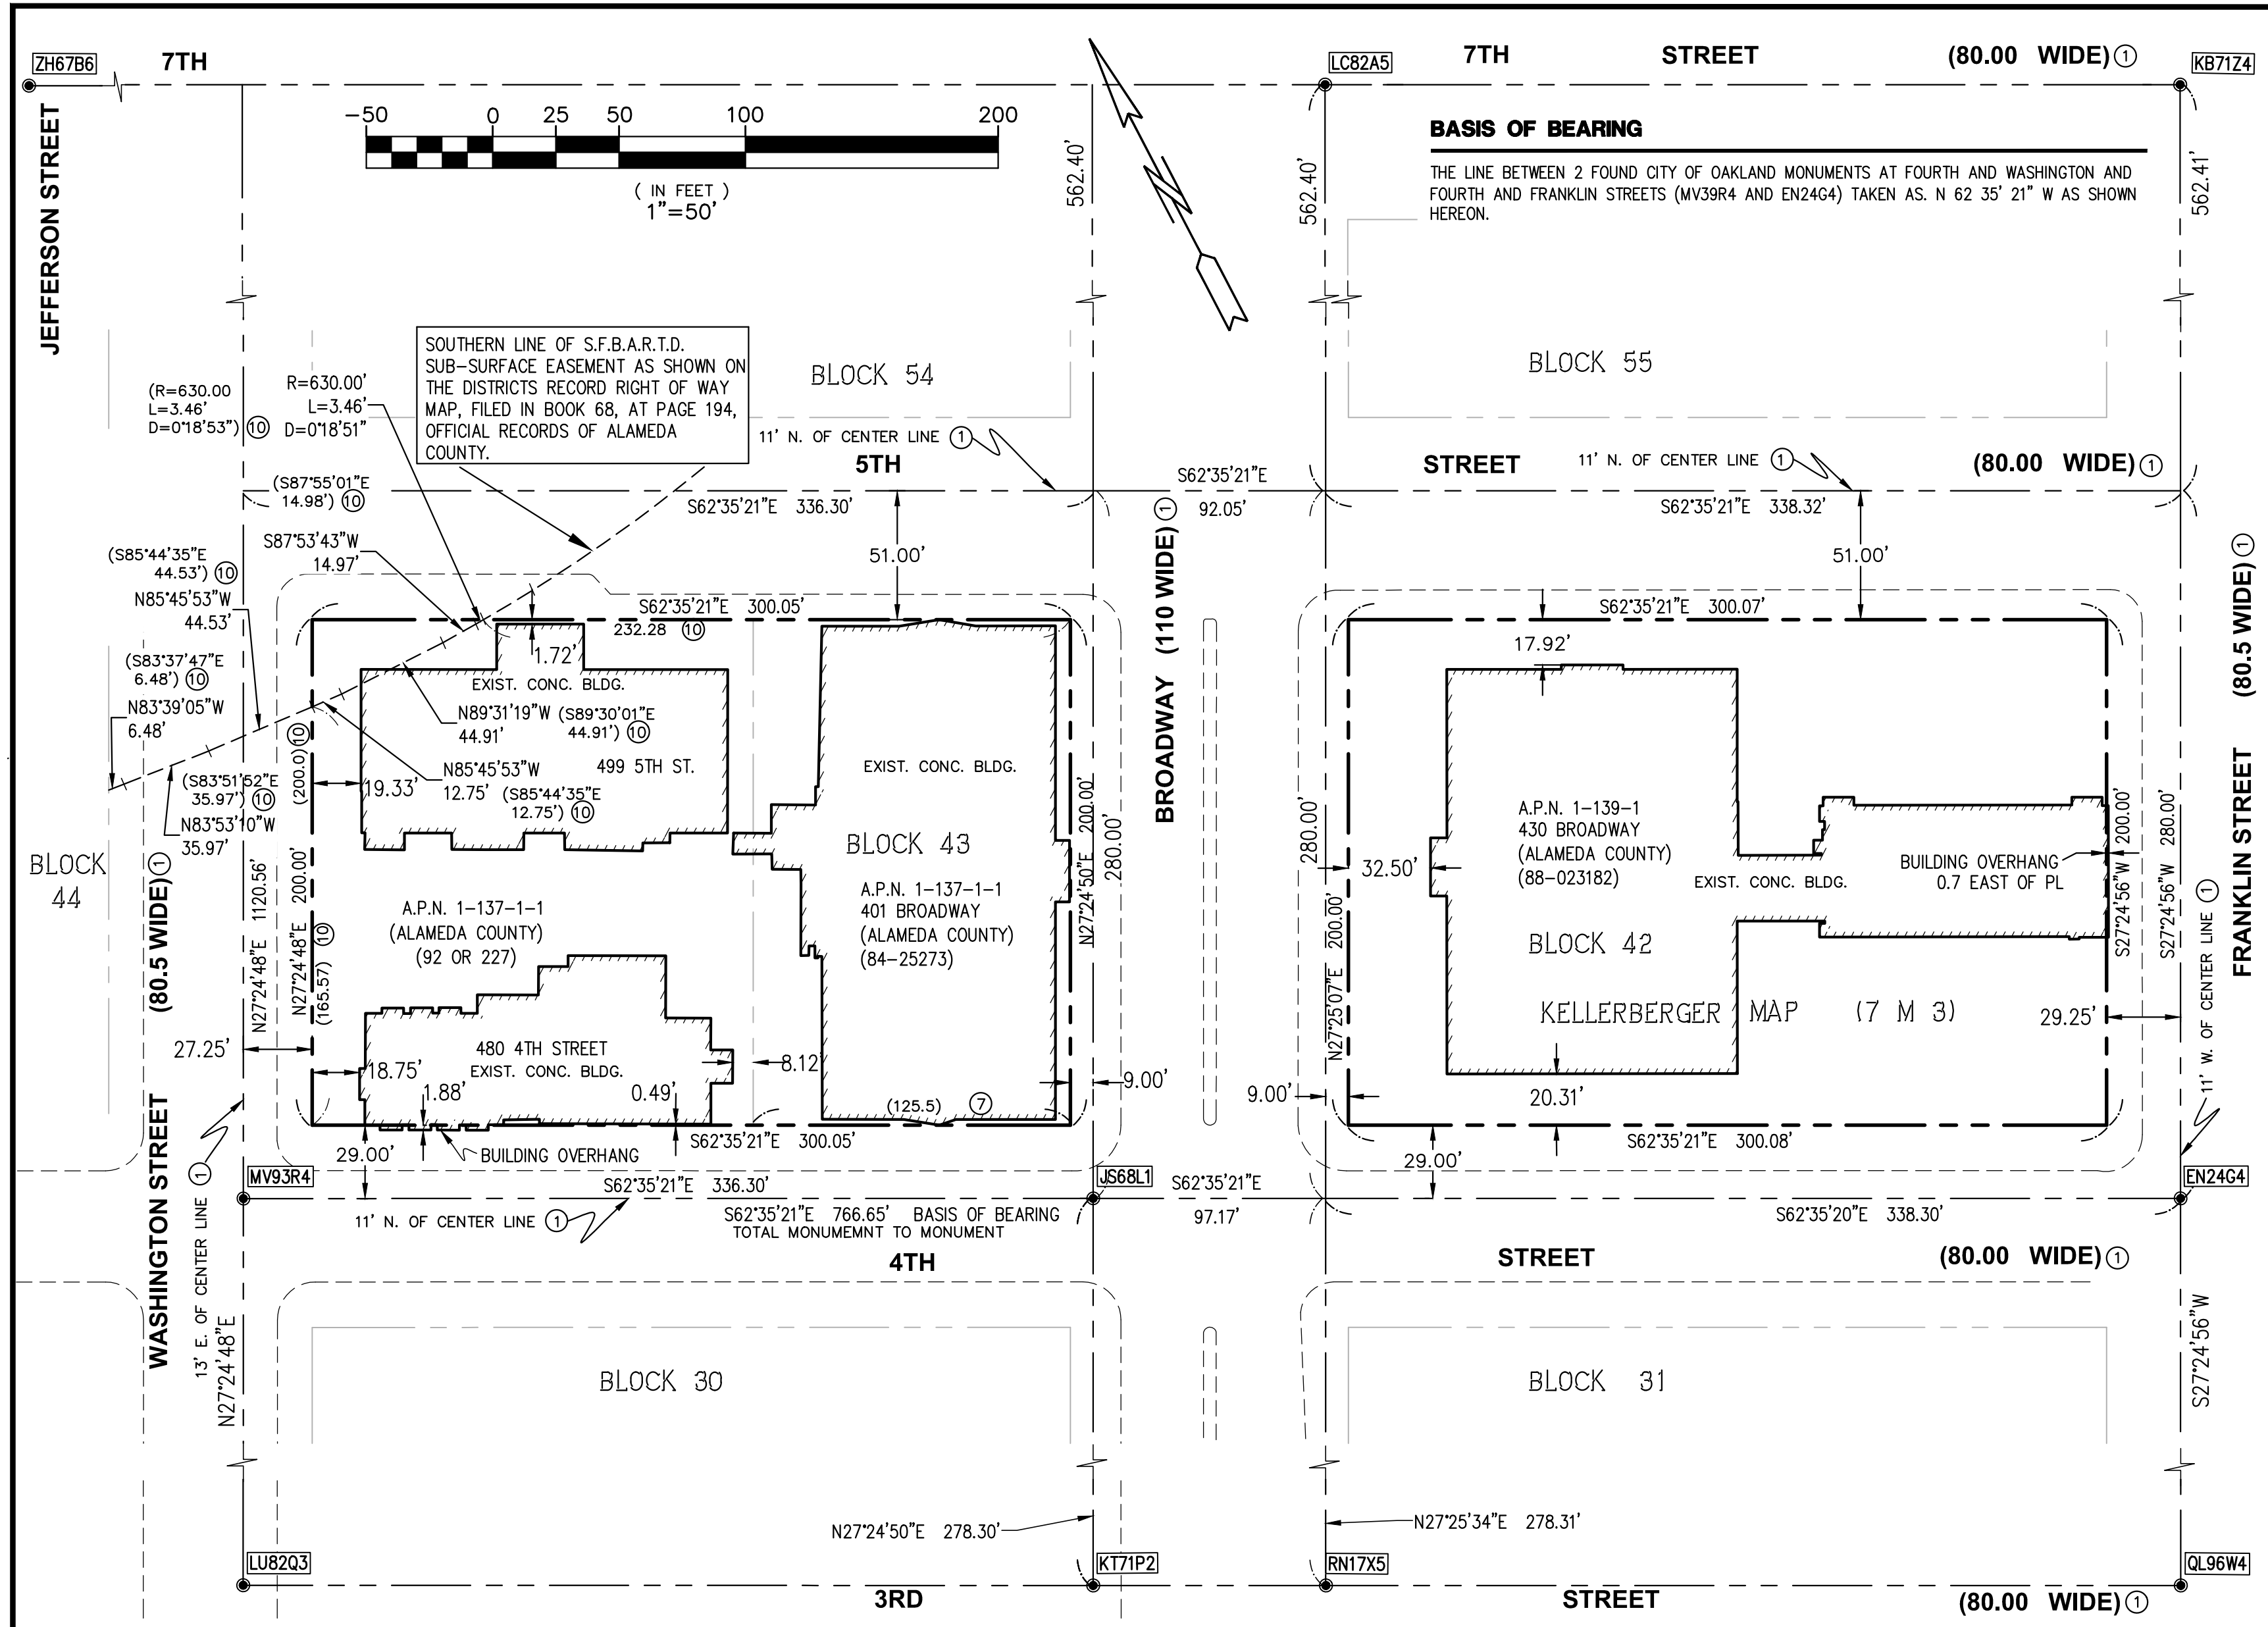 ZH67B6
7TH
LC82A5
7TH STREET (80.00 WIDE) 1
KB71Z4
JEFFERSON STREET
-50 0 25 50 100 200
( IN FEET )
1"=50'
562.40'
562.40'
562.41'
BASIS OF BEARING
THE LINE BETWEEN 2 FOUND CITY OF OAKLAND MONUMENTS AT FOURTH AND WASHINGTON AND
FOURTH AND FRANKLIN STREETS (MV39R4 AND EN24G4) TAKEN AS. N 62 35' 21" W AS SHOWN
HEREON.
SOUTHERN LINE OF S.F.B.A.R.T.D.
SUB-SURFACE EASEMENT AS SHOWN ON
THE DISTRICTS RECORD RIGHT OF WAY
MAP, FILED IN BOOK 68, AT PAGE 194,
OFFICIAL RECORDS OF ALAMEDA
COUNTY.
(R=630.00
L=3.46'
D=0°18'53") 10
R=630.00'
L=3.46'
D=0°18'51"
BLOCK 54
BLOCK 55
11' N. OF CENTER LINE 1
5TH
STREET
11' N. OF CENTER LINE 1
(80.00 WIDE) 1
(S87°55'01"E
14.98') 10
S62°35'21"E 336.30'
S62°35'21"E
92.05'
S62°35'21"E 338.32'
S87°53'43"W
14.97'
51.00'
51.00'
(S85°44'35"E
44.53') 10
N85°45'53"W
44.53'
(S83°37'47"E
6.48') 10
N83°39'05"W
6.48'
(S83°51'52"E
35.97') 10
N83°53'10"W
35.97'
S62°35'21"E 300.05'
232.28 10
1.72'
EXIST. CONC. BLDG.
N89°31'19"W
44.91'
(S89°30'01"E
44.91') 10
N85°45'53"W
12.75'
(S85°44'35"E
12.75') 10
499 5TH ST.
19.33'
(200.0) 10
EXIST. CONC. BLDG.
BLOCK 43
A.P.N. 1-137-1-1
401 BROADWAY
(ALAMEDA COUNTY)
(84-25273)
N27°24'50"E 200.00'
280.00'
BROADWAY (110 WIDE) 1
S62°35'21"E 300.07'
17.92'
A.P.N. 1-139-1
430 BROADWAY
(ALAMEDA COUNTY)
(88-023182)
EXIST. CONC. BLDG.
BUILDING OVERHANG
0.7 EAST OF PL
280.00'
32.50'
N27°25'07"E 200.00'
BLOCK 42
KELLERBERGER MAP (7 M 3)
S27°24'56"W 200.00'
S27°24'56"W 280.00'
29.25'
11' W. OF CENTER LINE 1
FRANKLIN STREET (80.5 WIDE) 1
BLOCK
44
WASHINGTON STREET (80.5 WIDE) 1
N27°24'48"E 1120.56'
N27°24'48"E 200.00'
(165.57) 10
27.25'
A.P.N. 1-137-1-1
(ALAMEDA COUNTY)
(92 OR 227)
480 4TH STREET
EXIST. CONC. BLDG.
18.75'
1.88'
0.49'
8.12'
(125.5) 7
9.00'
9.00'
20.31'
29.00'
BUILDING OVERHANG
S62°35'21"E 300.05'
29.00'
S62°35'21"E 300.08'
MV93R4
JS68L1
EN24G4
13' E. OF CENTER LINE 1
S62°35'21"E 336.30'
S62°35'21"E
97.17'
S62°35'20"E 338.30'
11' N. OF CENTER LINE 1
S62°35'21"E 766.65' BASIS OF BEARING
TOTAL MONUMEMNT TO MONUMENT
4TH
STREET
(80.00 WIDE) 1
N27°24'48"E
S27°24'56"W
BLOCK 30
BLOCK 31
N27°24'50"E 278.30'
N27°25'34"E 278.31'
LU82Q3
KT71P2
RN17X5
QL96W4
3RD
STREET
(80.00 WIDE) 1